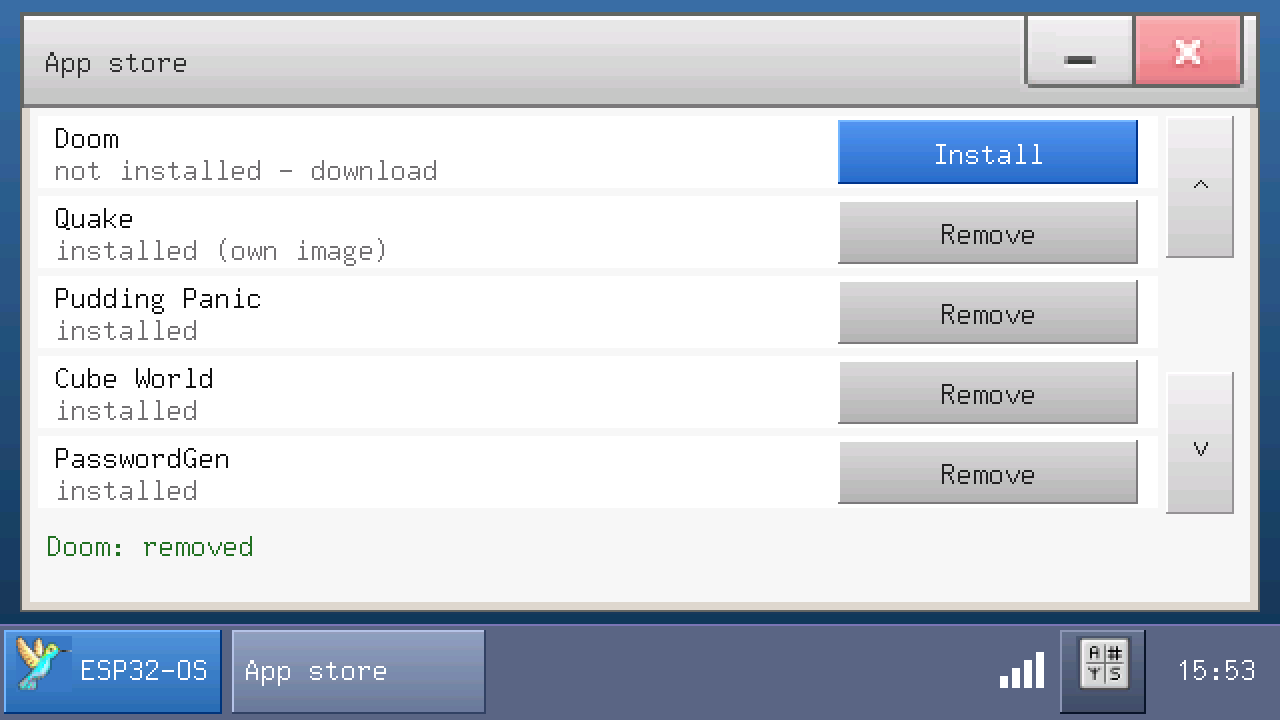 App store
Doom
not installed - download
Install
^
Quake
installed (own image)
Remove
Pudding Panic
installed
Remove
Cube World
installed
Remove
v
PasswordGen
installed
Remove
Doom: removed
ESP32-OS
App store
A#
YS
15:53